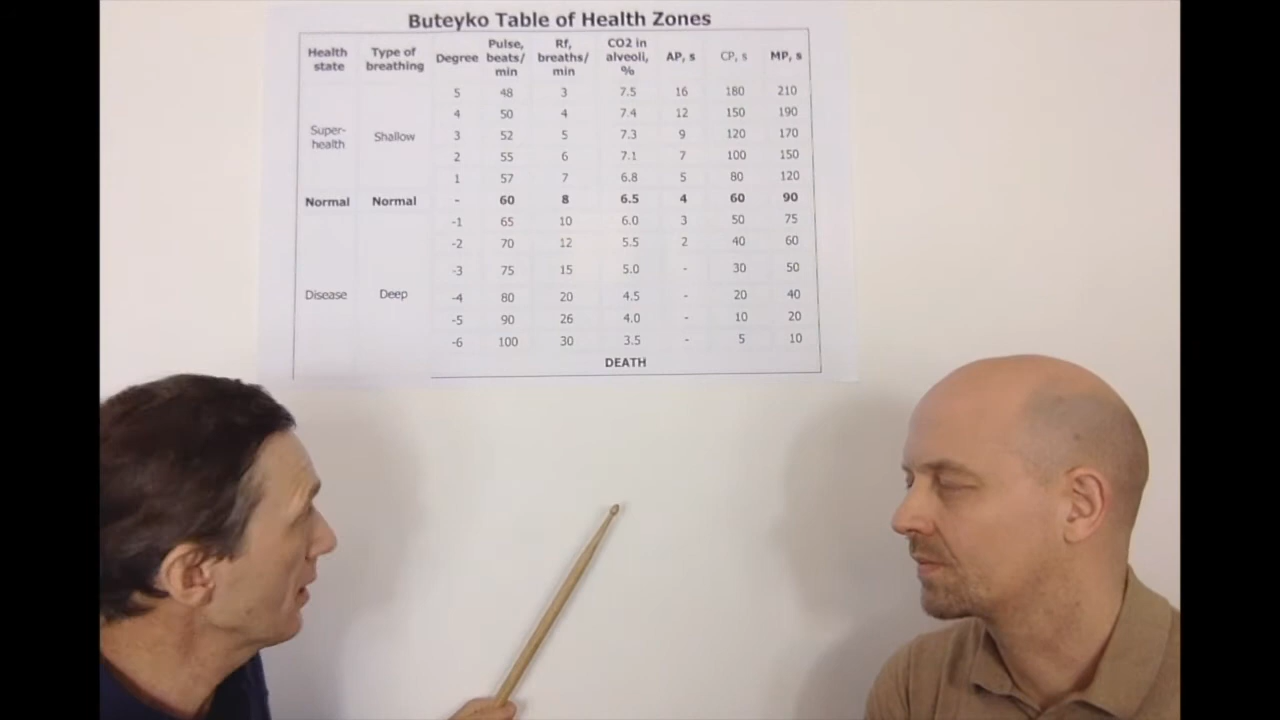 Buteyko Table of Health Zones
Health state Type of breathing Degree Pulse, beats/min Rf, breaths/min CO2 in alveoli, % AP, s CP, s MP, s
5 48 3 7.5 16 180 210
4 50 4 7.4 12 150 190
Super-health Shallow 3 52 5 7.3 9 120 170
2 55 6 7.1 7 100 150
1 57 7 6.8 5 80 120
Normal Normal - 60 8 6.5 4 60 90
-1 65 10 6.0 3 50 75
-2 70 12 5.5 2 40 60
-3 75 15 5.0 - 30 50
Disease Deep -4 80 20 4.5 - 20 40
-5 90 26 4.0 - 10 20
-6 100 30 3.5 - 5 10
DEATH